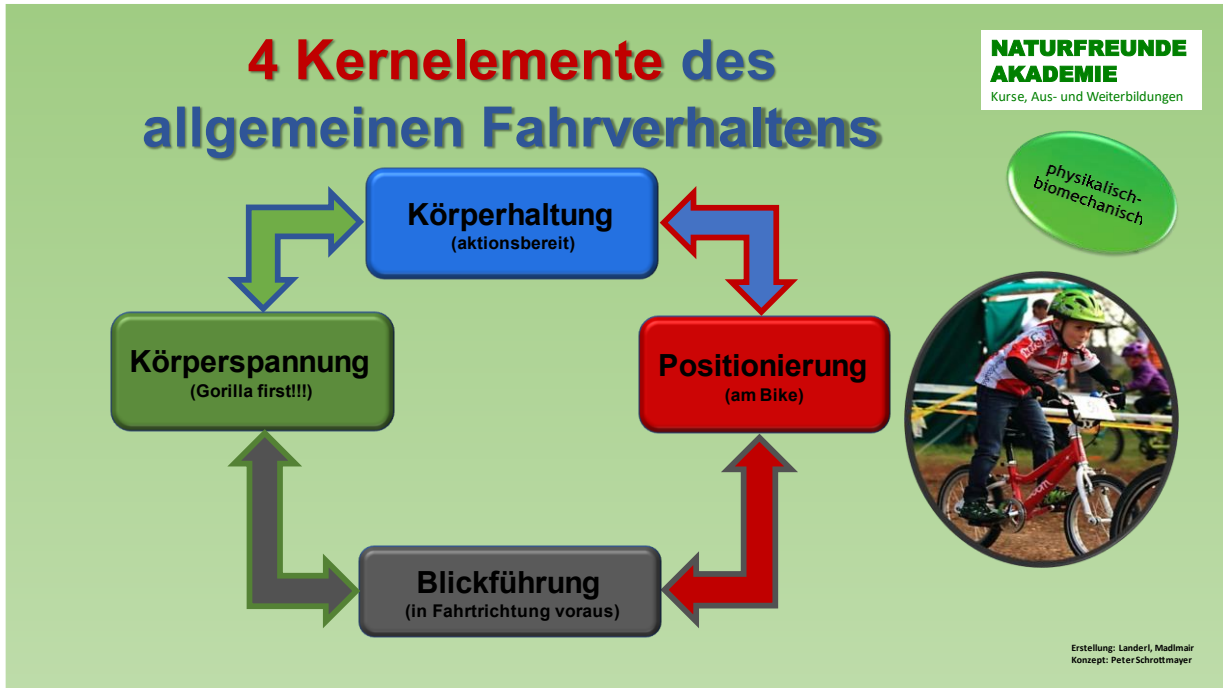 4 Kernelemente des
allgemeinen Fahrverhaltens
NATURFREUNDE
AKADEMIE
Kurse, Aus- und Weiterbildungen
physikalisch-
biomechanisch
Körperhaltung
(aktionsbereit)
Körperspannung
(Gorilla first!!!)
Positionierung
(am Bike)
Blickführung
(in Fahrtrichtung voraus)
Erstellung: Landerl, Madlmair
Konzept: Peter Schrottmayer